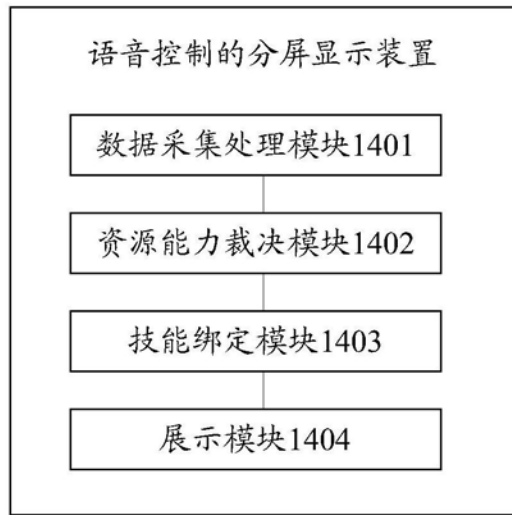 语音控制的分屏显示装置
数据采集处理模块1401
资源能力裁决模块1402
技能绑定模块1403
展示模块1404